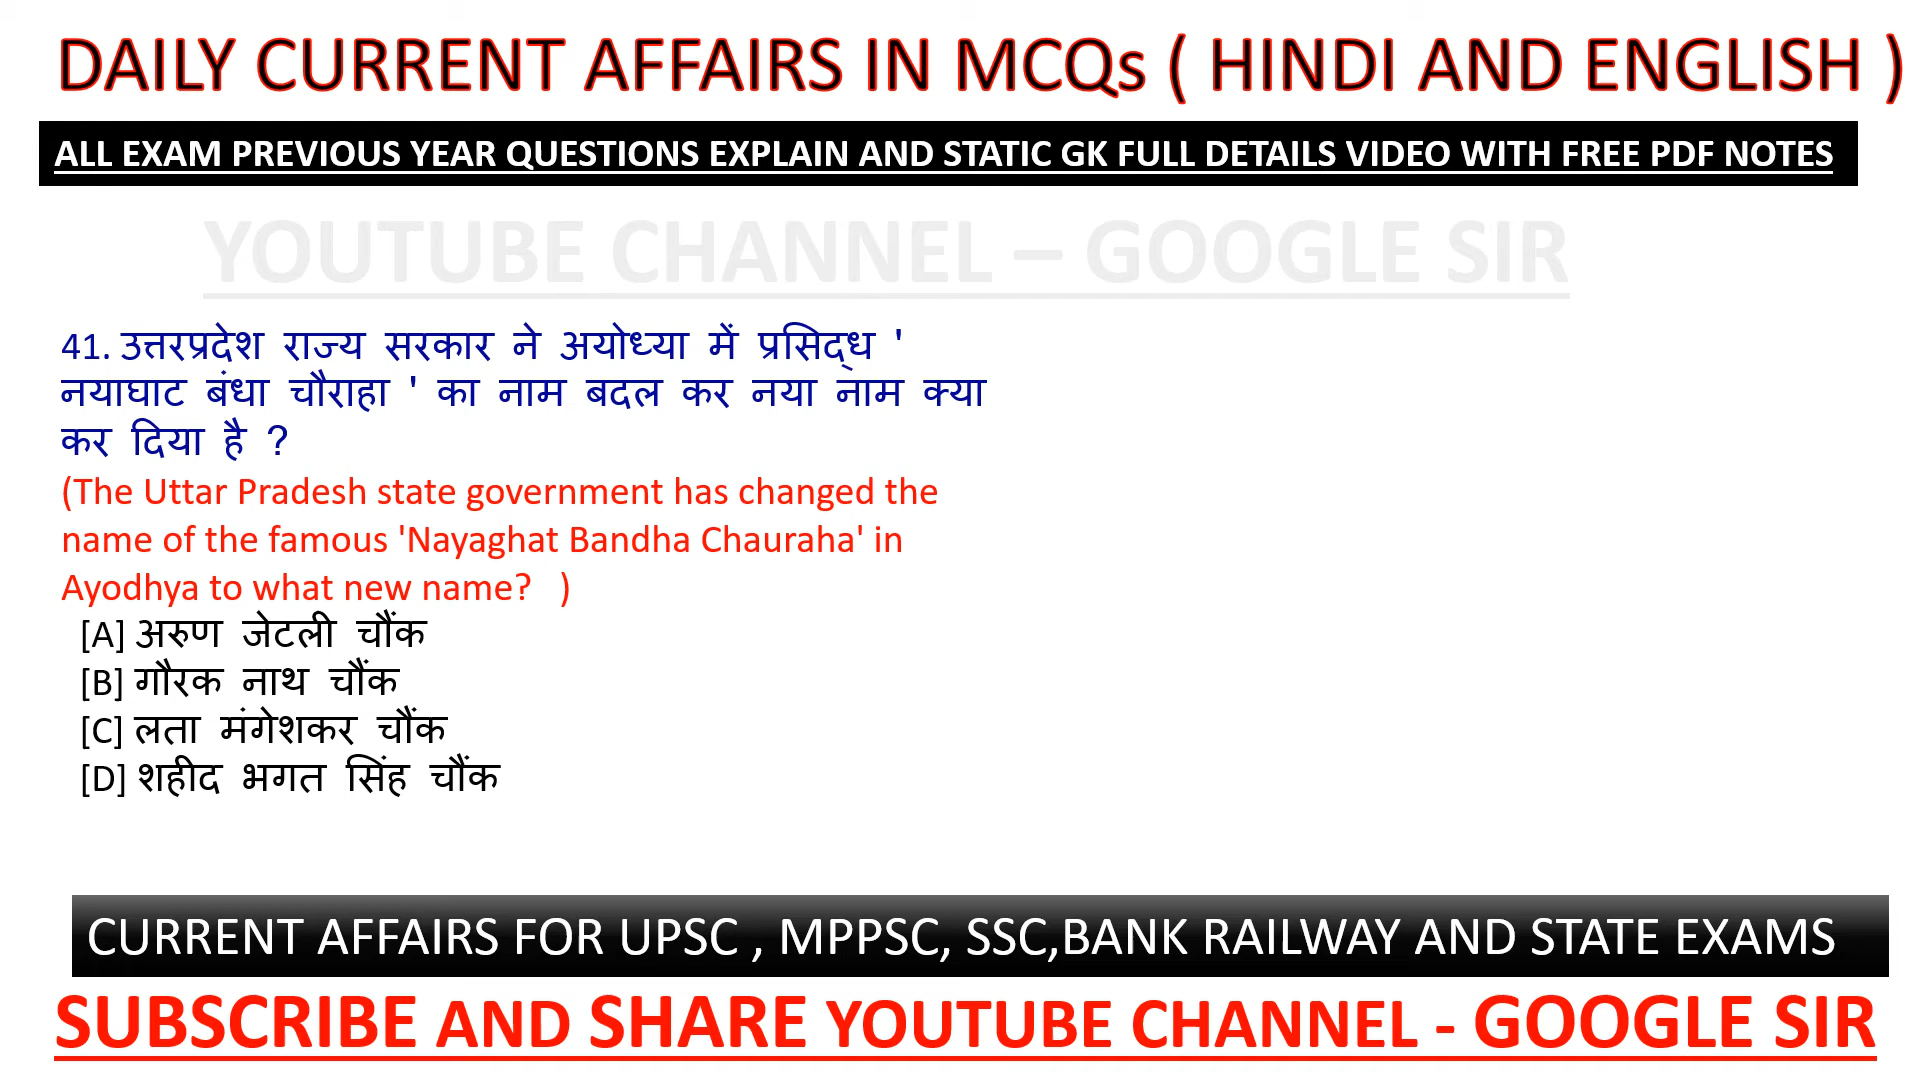 DAILY CURRENT AFFAIRS IN MCQs ( HINDI AND ENGLISH )
ALL EXAM PREVIOUS YEAR QUESTIONS EXPLAIN AND STATIC GK FULL DETAILS VIDEO WITH FREE PDF NOTES
YOUTUBE CHANNEL – GOOGLE SIR
41. उत्तरप्रदेश राज्य सरकार ने अयोध्या में प्रसिद्ध '
नयाघाट बंधा चौराहा ' का नाम बदल कर नया नाम क्या
कर दिया है ?
(The Uttar Pradesh state government has changed the
name of the famous 'Nayaghat Bandha Chauraha' in
Ayodhya to what new name? )
[A] अरुण जेटली चौंक
[B] गौरक नाथ चौंक
[C] लता मंगेशकर चौंक
[D] शहीद भगत सिंह चौंक
CURRENT AFFAIRS FOR UPSC , MPPSC, SSC,BANK RAILWAY AND STATE EXAMS
SUBSCRIBE AND SHARE YOUTUBE CHANNEL - GOOGLE SIR